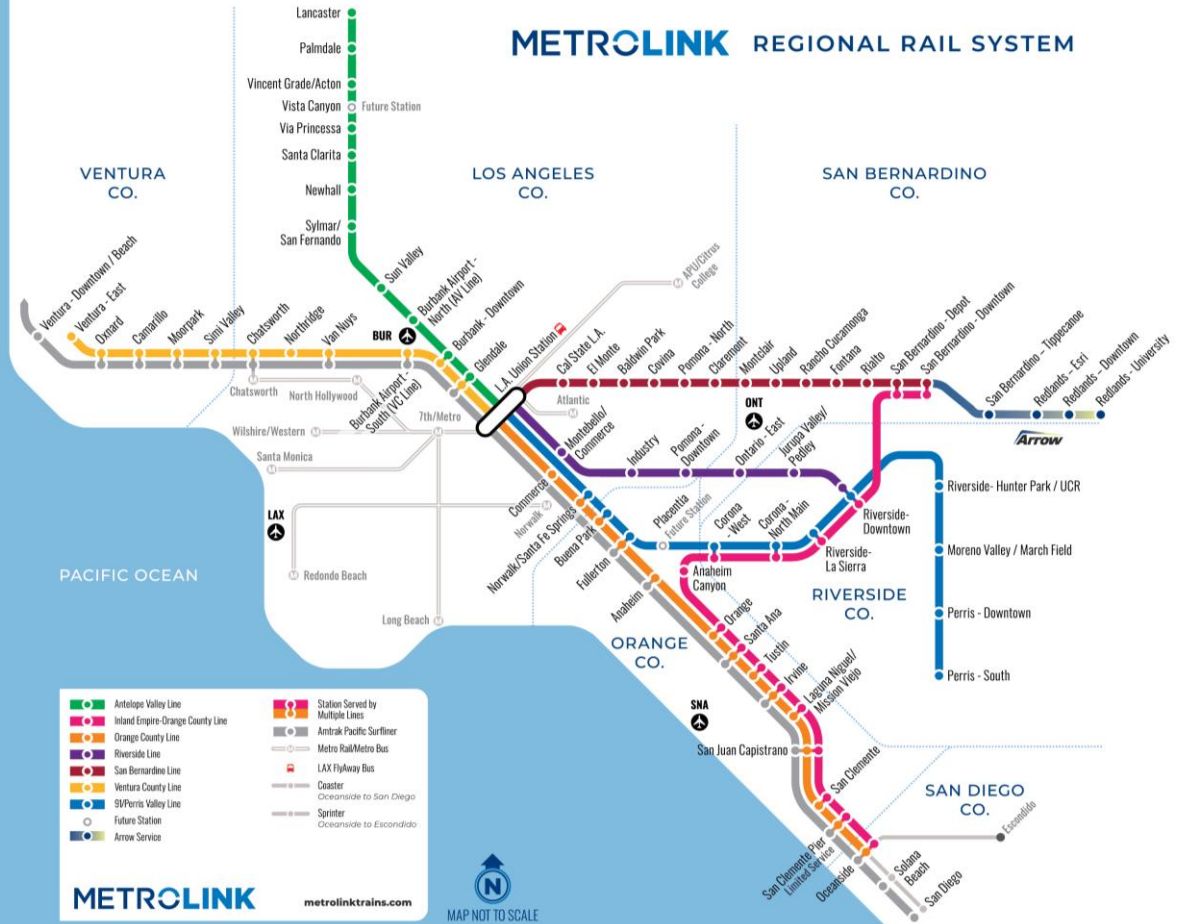 METROLINK REGIONAL RAIL SYSTEM
Lancaster
Palmdale
Vincent Grade/Acton
Vista Canyon
Future Station
Via Princessa
Santa Clarita
Newhall
Sylmar/
San Fernando
VENTURA
CO.
LOS ANGELES
CO.
SAN BERNARDINO
CO.
Sun Valley
Burbank Airport -
North (AV Line)
Burbank - Downtown
Glendale
L.A. Union Station
APU/Citrus
College
M
Ventura - Downtown / Beach
Ventura - East
Oxnard
Camarillo
Moorpark
Simi Valley
Chatsworth
Northridge
Van Nuys
BUR
Burbank Airport -
South (VC Line)
Cal State L.A.
El Monte
Baldwin Park
Covina
Pomona - North
Claremont
Montclair
Upland
Rancho Cucamonga
Fontana
Rialto
San Bernardino - Depot
San Bernardino - Downtown
San Bernardino - Tippecanoe
Redlands - Esri
Redlands - Downtown
Redlands - University
Arrow
M
Chatsworth
M
North Hollywood
Wilshire/Western M
7th/Metro
M
Atlantic
M
Santa Monica
M
ONT
Montebello/
Commerce
Industry
Pomona -
Downtown
Ontario - East
Jurupa Valley/
Pedley
LAX
Commerce
Norwalk
M
Norwalk/Santa Fe Springs
Buena Park
Fullerton
Placentia
Future Station
Corona
- West
Corona -
North Main
Riverside-
Downtown
Riverside-
La Sierra
Riverside- Hunter Park / UCR
Moreno Valley / March Field
Perris - Downtown
Perris - South
PACIFIC OCEAN
M Redondo Beach
Long Beach M
Anaheim
Anaheim
Canyon
RIVERSIDE
CO.
ORANGE
CO.
Orange
Santa Ana
Tustin
Irvine
Laguna Niguel/
Mission Viejo
SNA
San Juan Capistrano
San Clemente
SAN DIEGO
CO.
Escondido
San Clemente Pier
Limited Service
Oceanside
Solana
Beach
San Diego
Antelope Valley Line
Inland Empire-Orange County Line
Orange County Line
Riverside Line
San Bernardino Line
Ventura County Line
91/Perris Valley Line
Future Station
Arrow Service
Station Served by
Multiple Lines
Amtrak Pacific Surfliner
M Metro Rail/Metro Bus
LAX FlyAway Bus
Coaster
Oceanside to San Diego
Sprinter
Oceanside to Escondido
METROLINK
metrolinktrains.com
N
MAP NOT TO SCALE